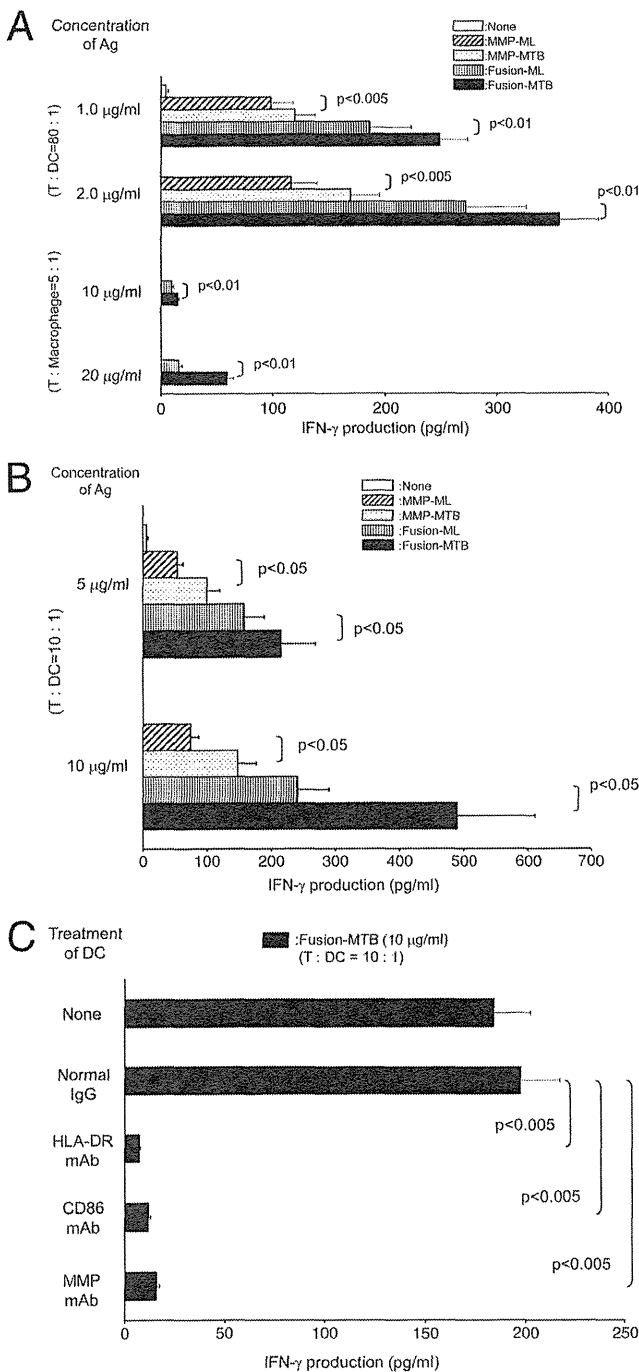 A
Concentration
of Ag
:None
:MMP-ML
:MMP-MTB
:Fusion-ML
:Fusion-MTB
(T : DC=80 : 1)
1.0 µg/ml
p<0.005
p<0.01
2.0 µg/ml
p<0.005
p<0.01
(T : Macrophage=5 : 1)
10 µg/ml
p<0.01
20 µg/ml
p<0.01
0 100 200 300 400
IFN-γ production (pg/ml)
B
Concentration
of Ag
:None
:MMP-ML
:MMP-MTB
:Fusion-ML
:Fusion-MTB
(T : DC=10 : 1)
5 µg/ml
p<0.05
p<0.05
10 µg/ml
p<0.05
p<0.05
0 100 200 300 400 500 600 700
IFN-γ production (pg/ml)
C
Treatment
of DC
:Fusion-MTB (10 µg/ml)
(T : DC = 10 : 1)
None
Normal
IgG
HLA-DR
mAb
CD86
mAb
MMP
mAb
p<0.005
p<0.005
p<0.005
0 50 100 150 200 250
IFN-γ production (pg/ml)